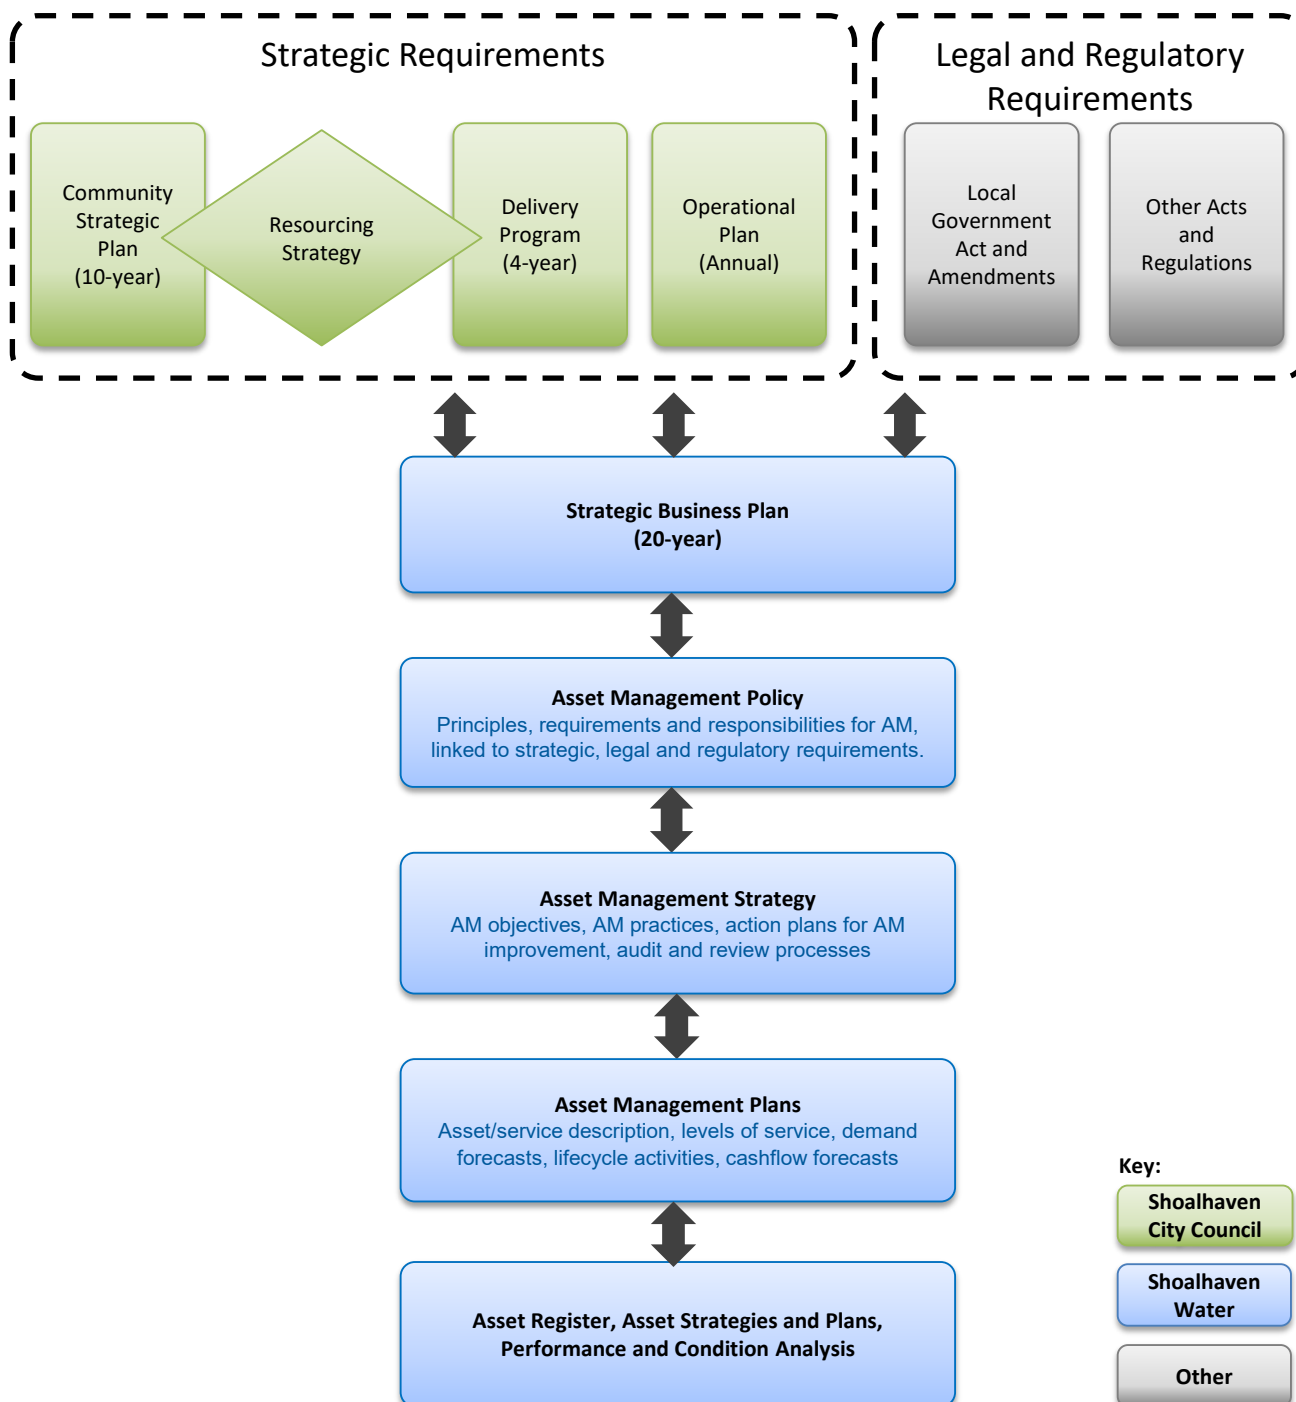 Strategic Requirements
Community
Strategic
Plan
(10-year)
Resourcing
Strategy
Delivery
Program
(4-year)
Operational
Plan
(Annual)
Legal and Regulatory
Requirements
Local
Government
Act and
Amendments
Other Acts
and
Regulations
Strategic Business Plan
(20-year)
Asset Management Policy
Principles, requirements and responsibilities for AM,
linked to strategic, legal and regulatory requirements.
Asset Management Strategy
AM objectives, AM practices, action plans for AM
improvement, audit and review processes
Asset Management Plans
Asset/service description, levels of service, demand
forecasts, lifecycle activities, cashflow forecasts
Asset Register, Asset Strategies and Plans,
Performance and Condition Analysis
Key:
Shoalhaven
City Council
Shoalhaven
Water
Other